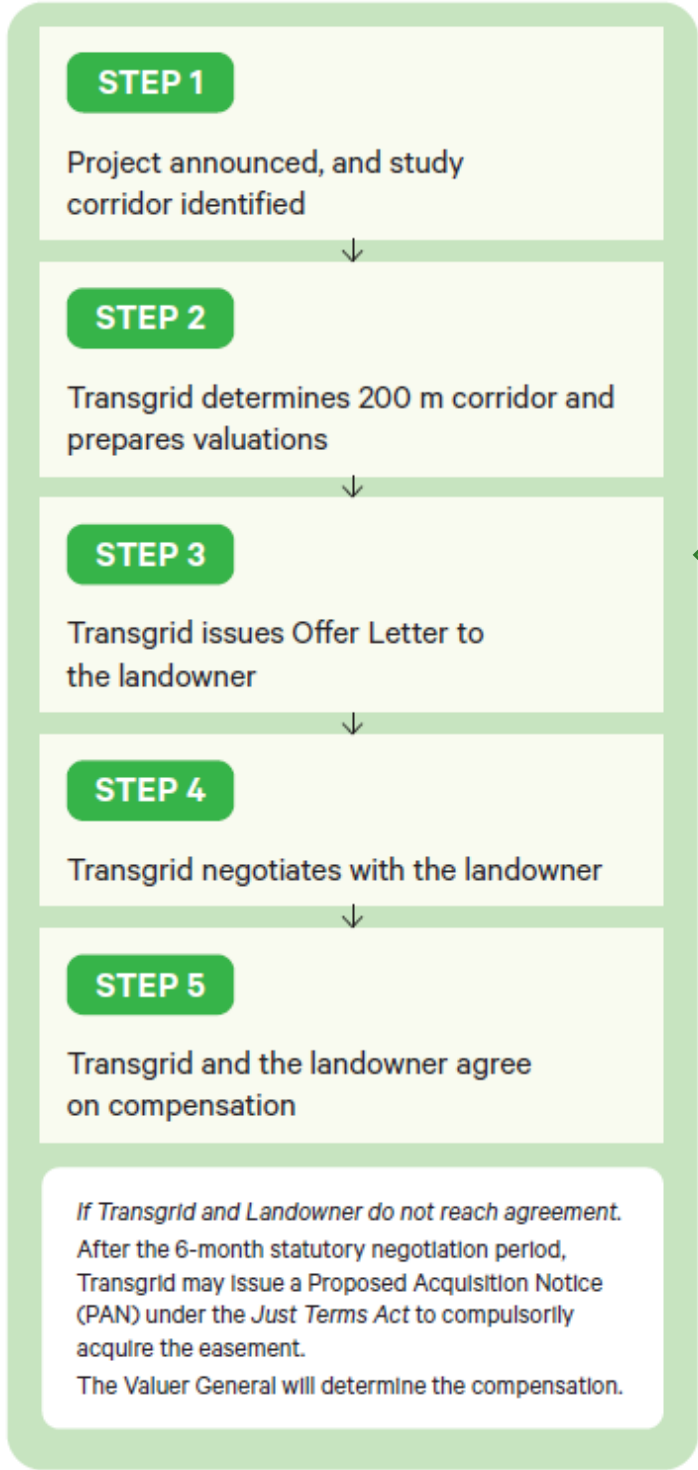 STEP 1
Project announced, and study
corridor identified
STEP 2
Transgrid determines 200 m corridor and
prepares valuations
STEP 3
Transgrid issues Offer Letter to
the landowner
STEP 4
Transgrid negotiates with the landowner
STEP 5
Transgrid and the landowner agree
on compensation
If Transgrid and Landowner do not reach agreement.
After the 6-month statutory negotiation period,
Transgrid may issue a Proposed Acquisition Notice
(PAN) under the Just Terms Act to compulsorily
acquire the easement.
The Valuer General will determine the compensation.